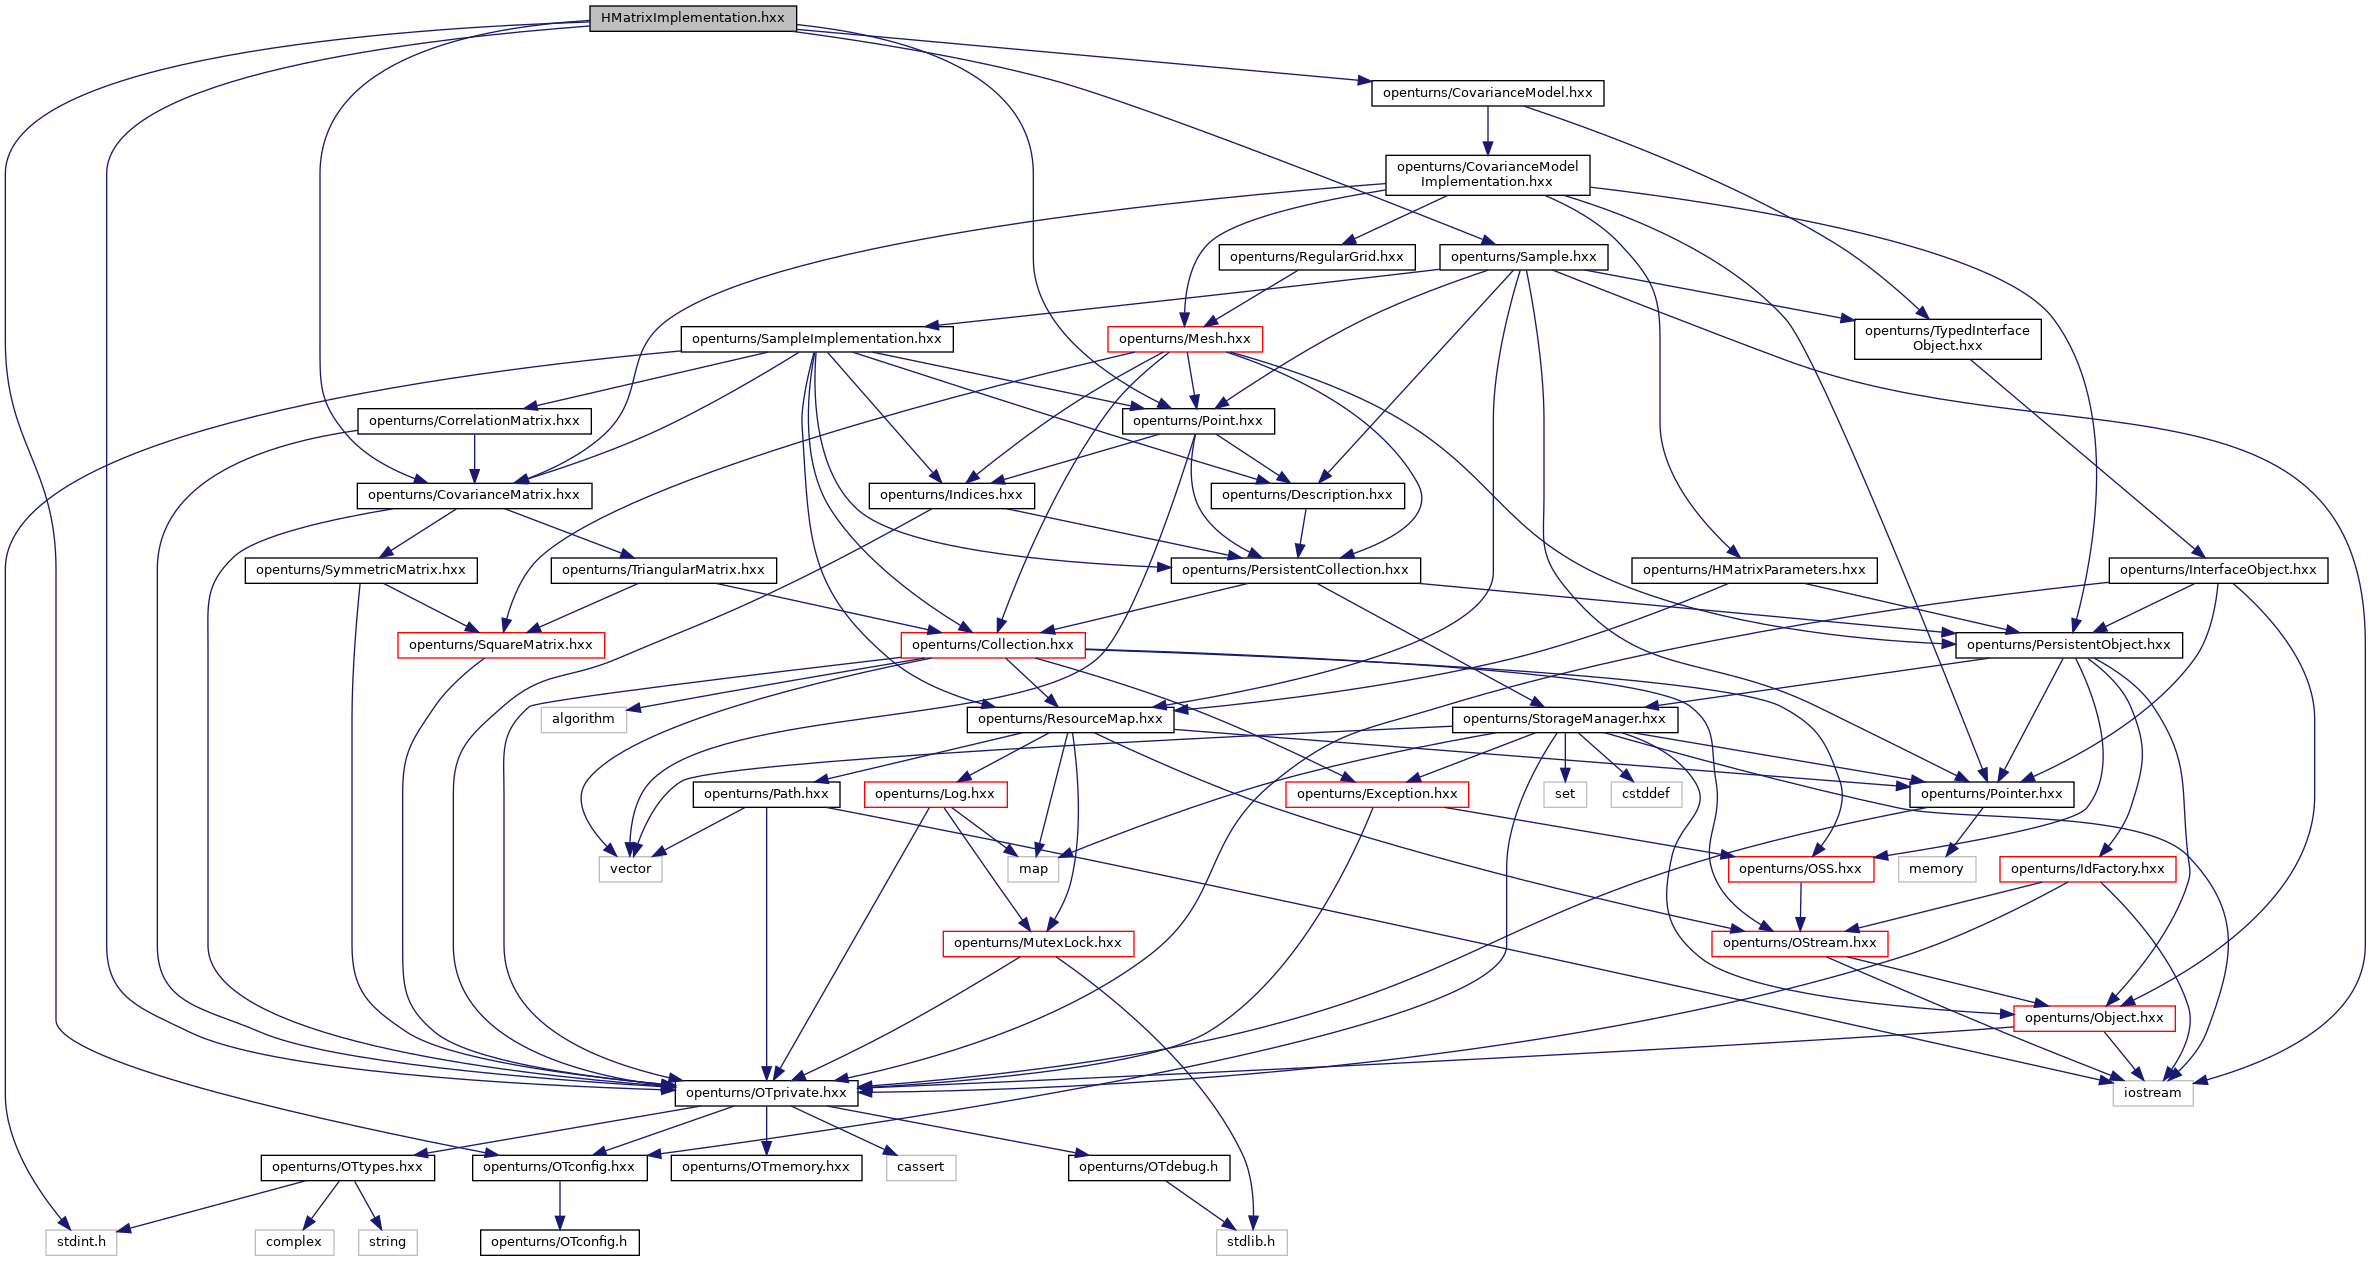 HMatrixImplementation.hxx
openturns/CovarianceModel.hxx
openturns/CovarianceModel
Implementation.hxx
openturns/RegularGrid.hxx
openturns/Sample.hxx
openturns/SampleImplementation.hxx
openturns/Mesh.hxx
openturns/TypedInterface
Object.hxx
openturns/CorrelationMatrix.hxx
openturns/Point.hxx
openturns/CovarianceMatrix.hxx
openturns/Indices.hxx
openturns/Description.hxx
openturns/SymmetricMatrix.hxx
openturns/TriangularMatrix.hxx
openturns/PersistentCollection.hxx
openturns/HMatrixParameters.hxx
openturns/InterfaceObject.hxx
openturns/SquareMatrix.hxx
openturns/Collection.hxx
openturns/PersistentObject.hxx
algorithm
openturns/ResourceMap.hxx
openturns/StorageManager.hxx
openturns/Path.hxx
openturns/Log.hxx
openturns/Exception.hxx
set
cstddef
openturns/Pointer.hxx
vector
map
openturns/OSS.hxx
memory
openturns/IdFactory.hxx
openturns/MutexLock.hxx
openturns/OStream.hxx
openturns/Object.hxx
openturns/OTprivate.hxx
iostream
openturns/OTtypes.hxx
openturns/OTconfig.hxx
openturns/OTmemory.hxx
cassert
openturns/OTdebug.h
stdint.h
complex
string
openturns/OTconfig.h
stdlib.h